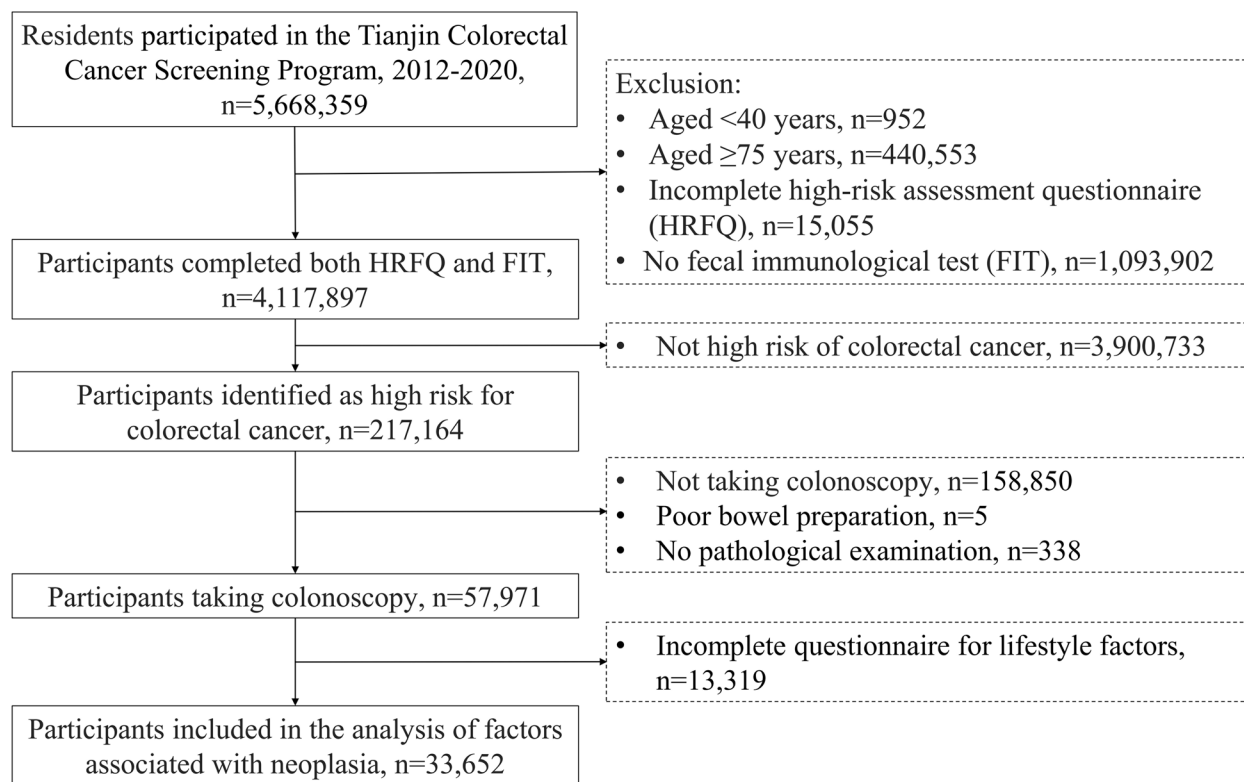 Residents participated in the Tianjin Colorectal
Cancer Screening Program, 2012-2020,
n=5,668,359
Exclusion:
• Aged <40 years, n=952
• Aged ≥75 years, n=440,553
• Incomplete high-risk assessment questionnaire
(HRFQ), n=15,055
• No fecal immunological test (FIT), n=1,093,902
Participants completed both HRFQ and FIT,
n=4,117,897
• Not high risk of colorectal cancer, n=3,900,733
Participants identified as high risk for
colorectal cancer, n=217,164
• Not taking colonoscopy, n=158,850
• Poor bowel preparation, n=5
• No pathological examination, n=338
Participants taking colonoscopy, n=57,971
• Incomplete questionnaire for lifestyle factors,
n=13,319
Participants included in the analysis of factors
associated with neoplasia, n=33,652